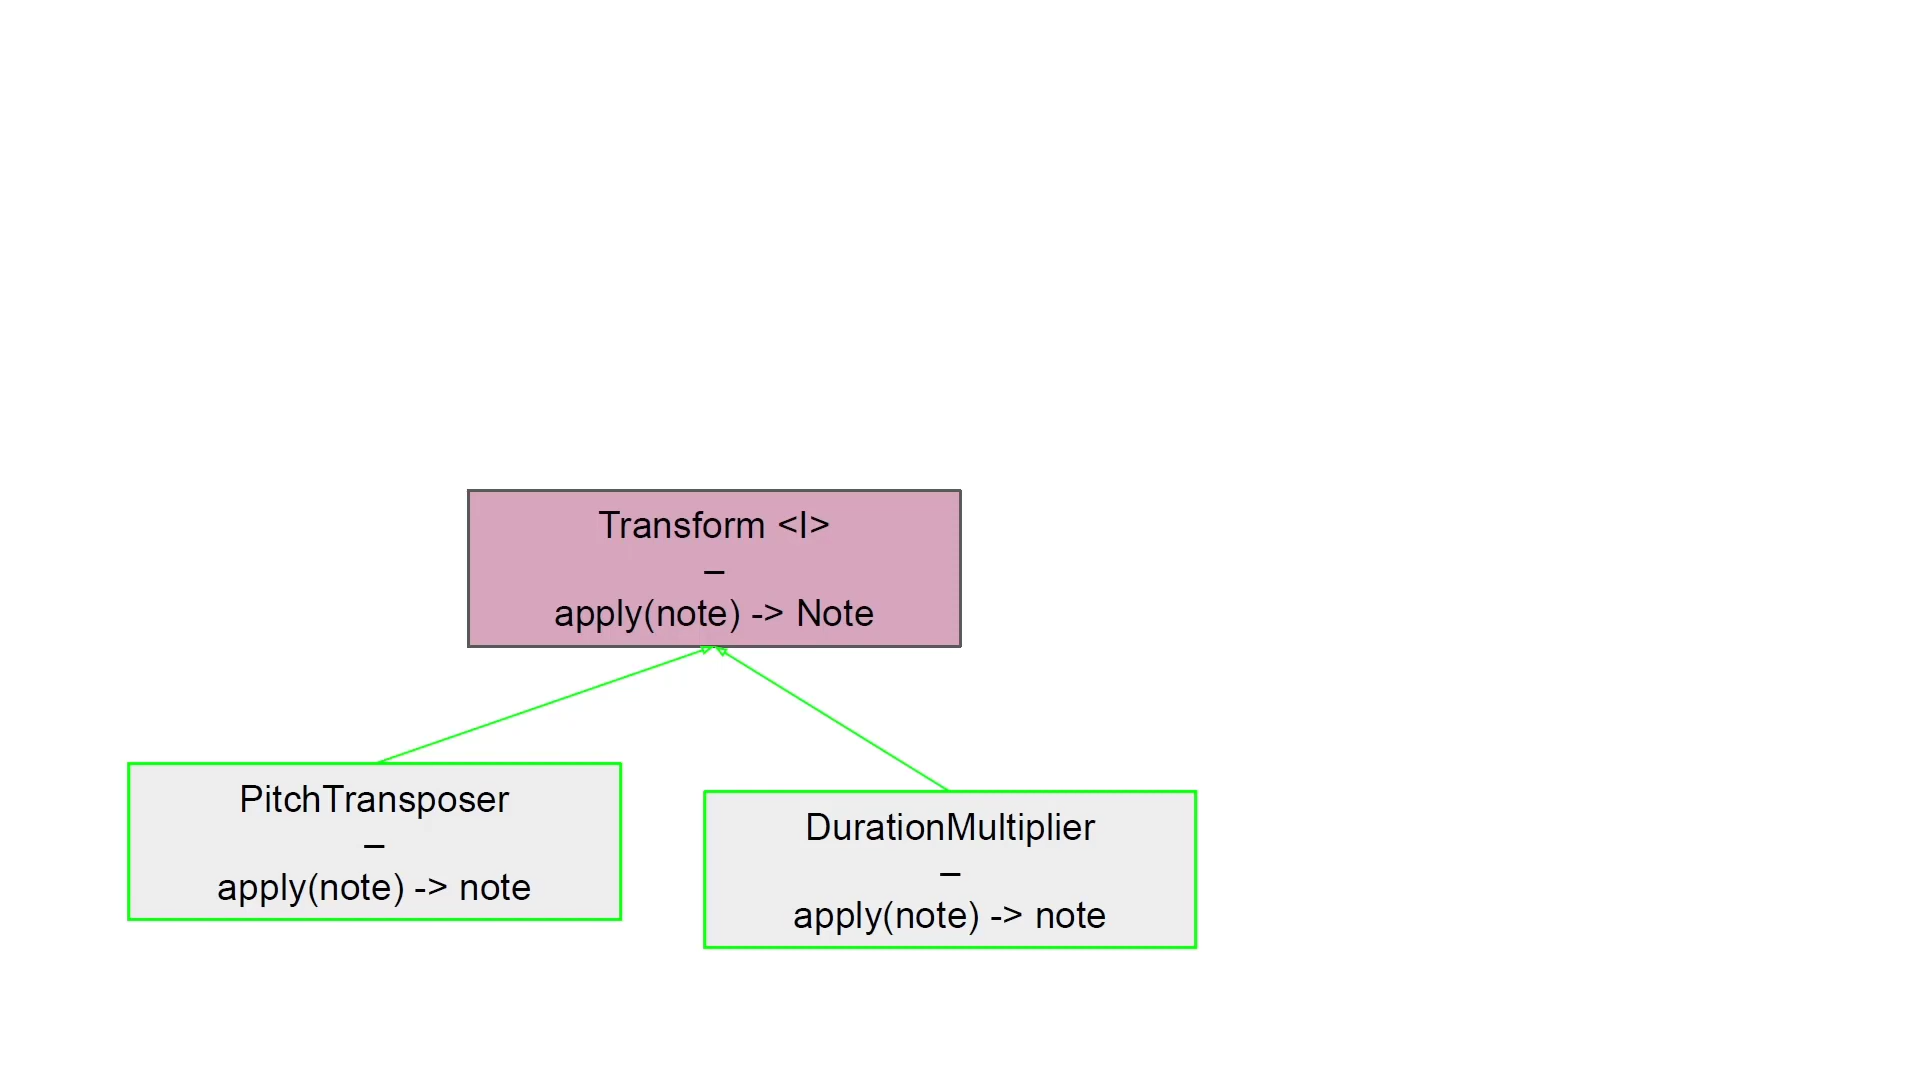 Transform <I>
–
apply(note) -> Note
PitchTransposer
–
apply(note) -> note
DurationMultiplier
–
apply(note) -> note